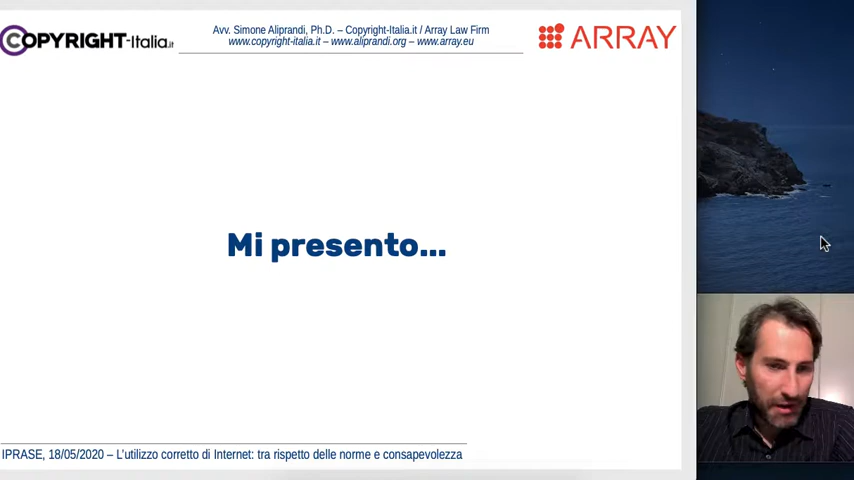 COPYRIGHT-Italia.it
Avv. Simone Aliprandi, Ph.D. – Copyright-Italia.it / Array Law Firm
www.copyright-italia.it – www.aliprandi.org – www.array.eu
ARRAY
Mi presento...
IPRASE, 18/05/2020 – L'utilizzo corretto di Internet: tra rispetto delle norme e consapevolezza